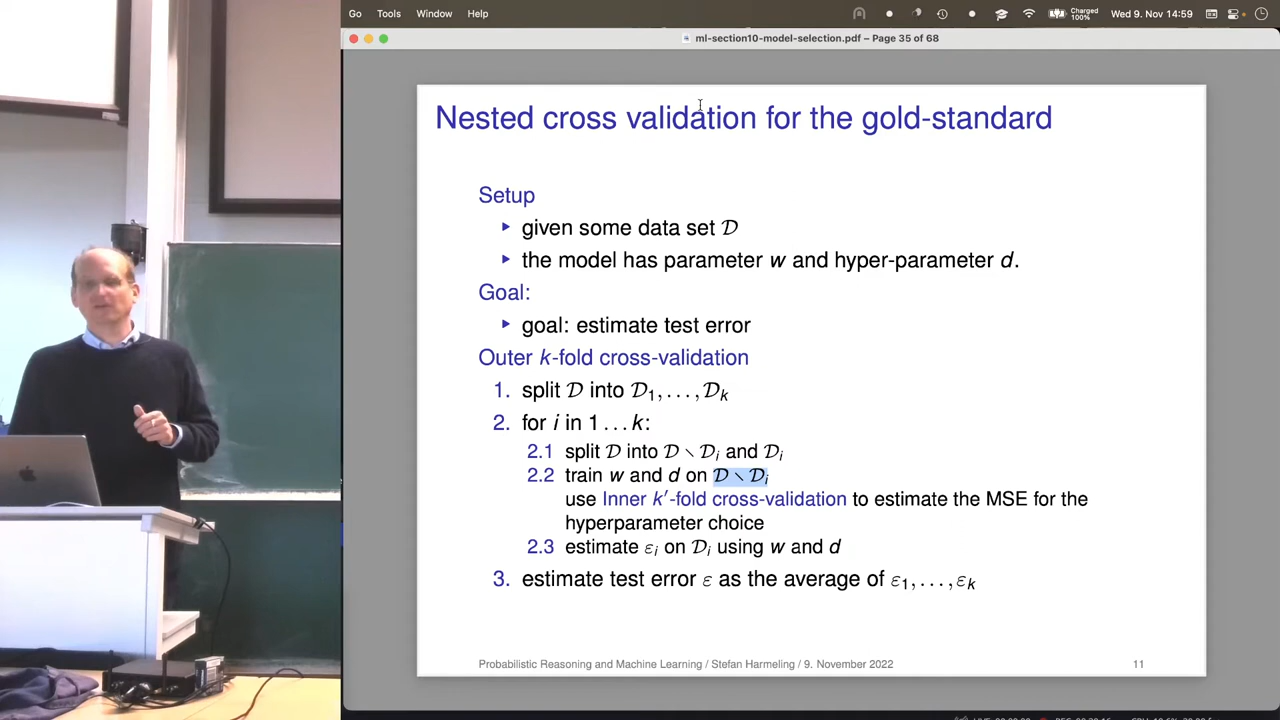 Go Tools Window Help Charged 100% Wed 9. Nov 14:59
ml-section10-model-selection.pdf – Page 35 of 68
Nested cross validation for the gold-standard
Setup
▸ given some data set 𝒟
▸ the model has parameter w and hyper-parameter d.
Goal:
▸ goal: estimate test error
Outer k-fold cross-validation
1. split 𝒟 into 𝒟₁, . . . , 𝒟ₖ
2. for i in 1 . . . k:
2.1 split 𝒟 into 𝒟 ∖ 𝒟ᵢ and 𝒟ᵢ
2.2 train w and d on 𝒟 ∖ 𝒟ᵢ
use Inner k′-fold cross-validation to estimate the MSE for the
hyperparameter choice
2.3 estimate εᵢ on 𝒟ᵢ using w and d
3. estimate test error ε as the average of ε₁, . . . , εₖ
Probabilistic Reasoning and Machine Learning / Stefan Harmeling / 9. November 2022 11